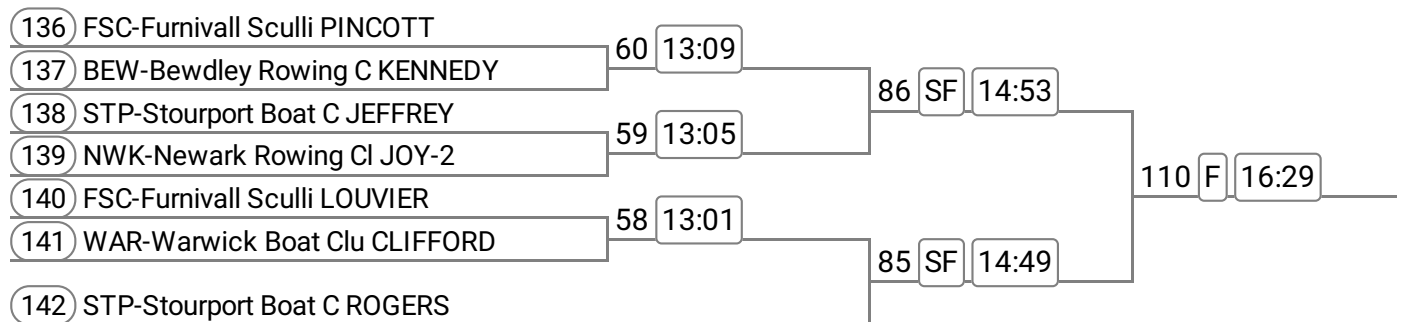 136 FSC-Furnivall Sculli PINCOTT
137 BEW-Bewdley Rowing C KENNEDY
138 STP-Stourport Boat C JEFFREY
139 NWK-Newark Rowing Cl JOY-2
140 FSC-Furnivall Sculli LOUVIER
141 WAR-Warwick Boat Clu CLIFFORD
142 STP-Stourport Boat C ROGERS
60 13:09
59 13:05
58 13:01
86 SF 14:53
85 SF 14:49
110 F 16:29